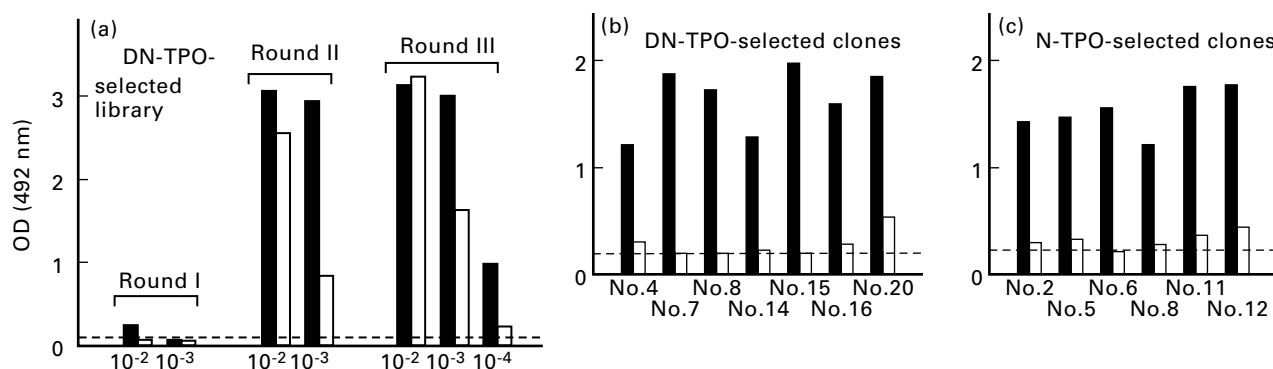 (a)
DN-TPO-
selected
library
Round I
Round II
Round III
OD (492 nm)
3
2
1
0
10-2 10-3
10-2 10-3
10-2 10-3 10-4
(b)
DN-TPO-selected clones
2
1
0
No.4
No.7
No.8
No.14
No.15
No.16
No.20
(c)
N-TPO-selected clones
2
1
0
No.2
No.5
No.6
No.8
No.11
No.12